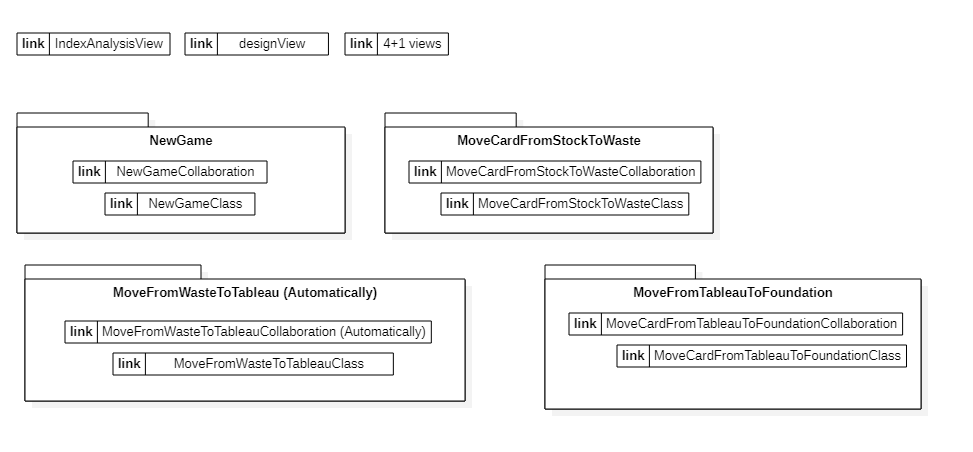 link IndexAnalysisView link designView link 4+1 views
NewGame
link NewGameCollaboration
link NewGameClass
MoveCardFromStockToWaste
link MoveCardFromStockToWasteCollaboration
link MoveCardFromStockToWasteClass
MoveFromWasteToTableau (Automatically)
link MoveFromWasteToTableauCollaboration (Automatically)
link MoveFromWasteToTableauClass
MoveFromTableauToFoundation
link MoveCardFromTableauToFoundationCollaboration
link MoveCardFromTableauToFoundationClass